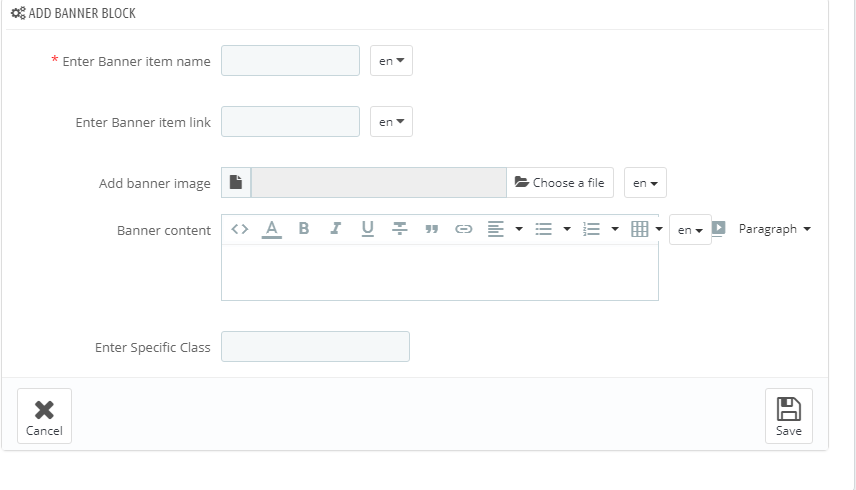 ADD BANNER BLOCK
* Enter Banner item name en
Enter Banner item link en
Add banner image Choose a file en
Banner content en Paragraph
Enter Specific Class
Cancel Save